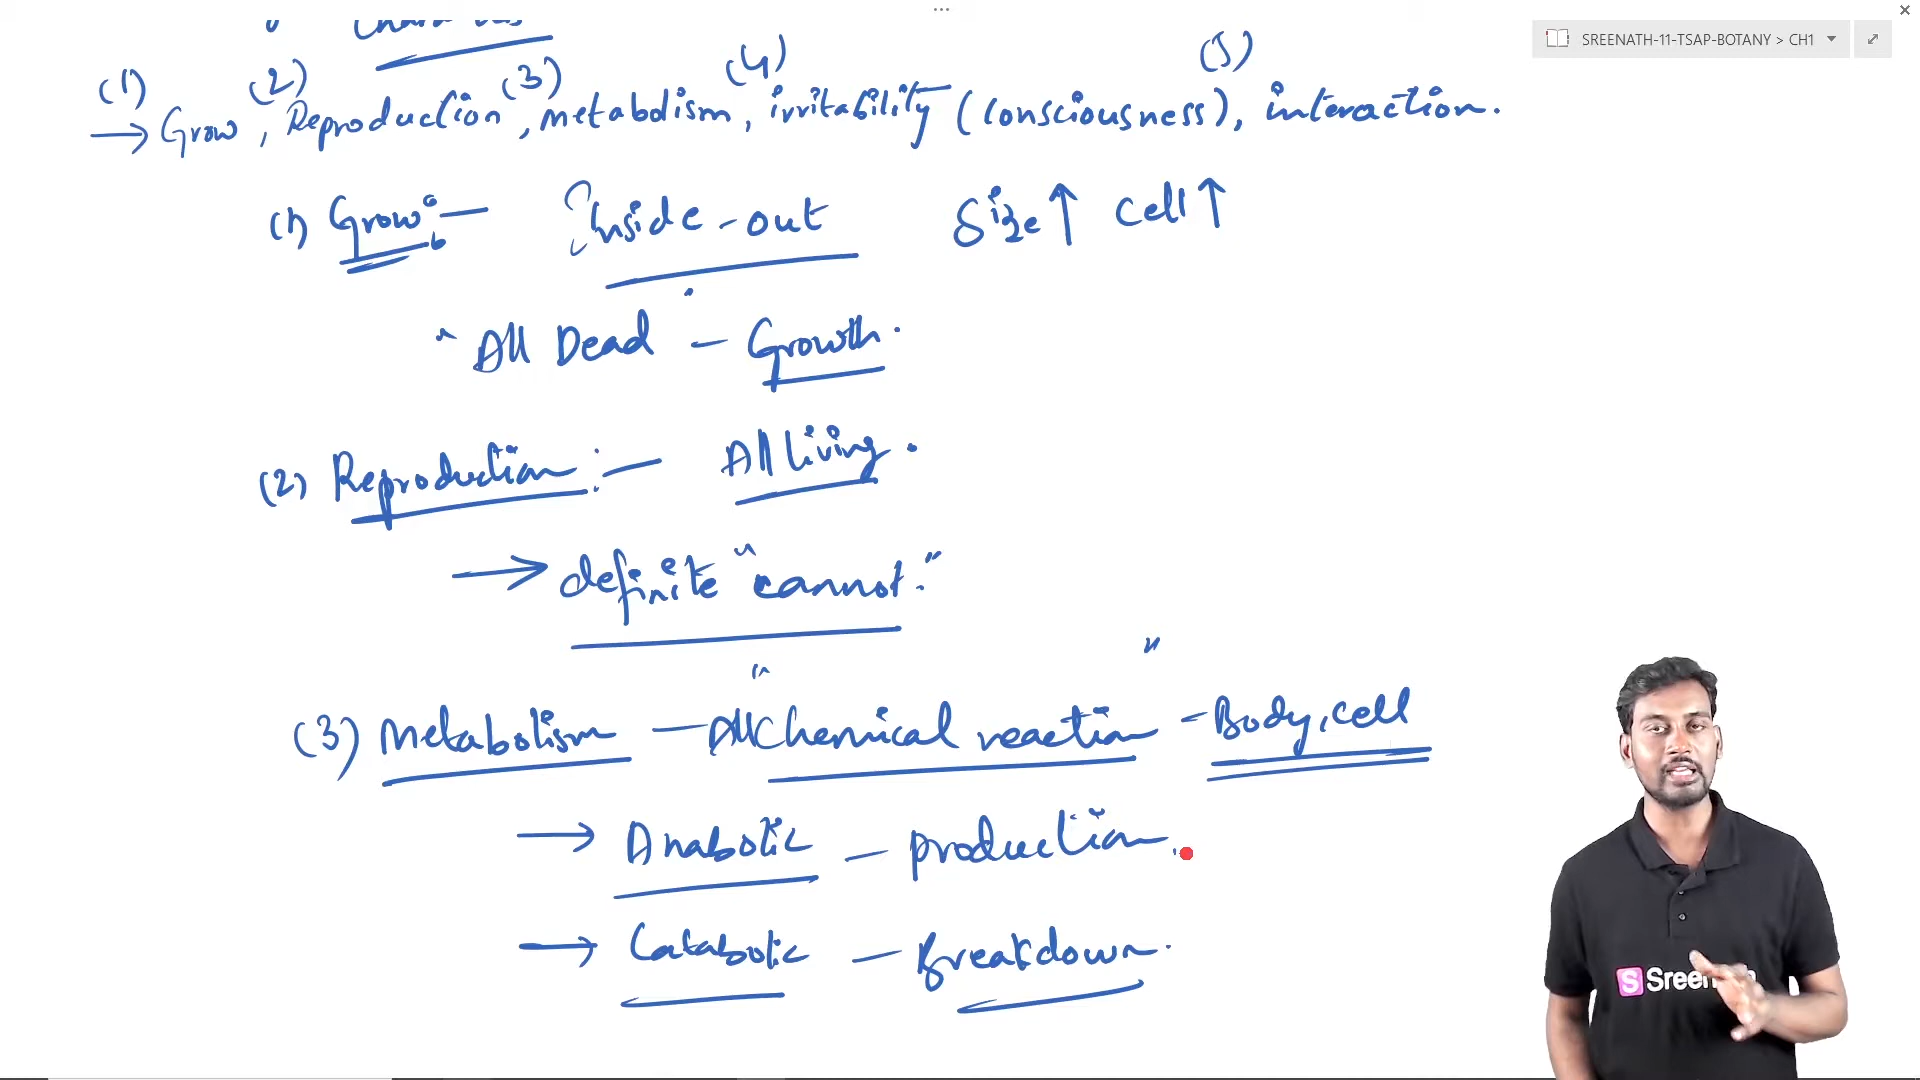 SREENATH-11-TSAP-BOTANY > CH1
(1) (2) (3) (4) (5)
→ Grow, Reproduction, metabolism, irritability (consciousness), interaction.
(1) Grow :— Inside-out Size ↑ Cell ↑
" All Dead — Growth.
(2) Reproduction :— All living.
→ definite "cannot."
(3) Metabolism — "All Chemical reaction" - Body, cell
→ Anabolic — production.
→ Catabolic — Breakdown.
S Sreen